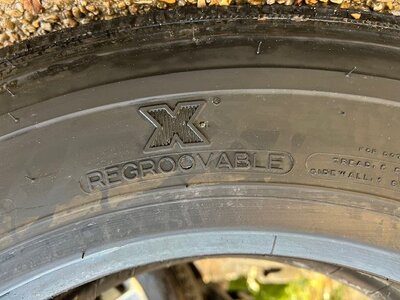 X®
REGROOVABLE
FOR
TREAD:
SIDEWALL: